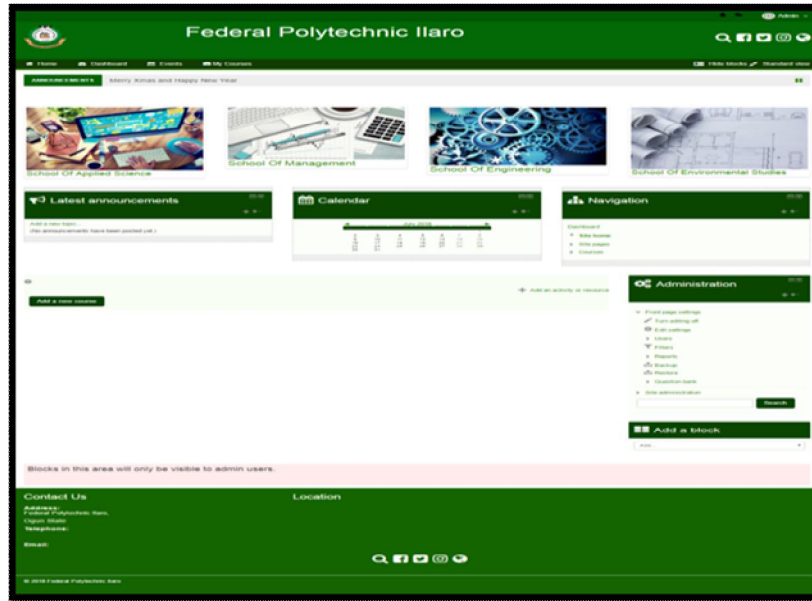 Admin
Federal Polytechnic Ilaro
Home Dashboard Events My Courses Hide blocks Standard view
ANNOUNCEMENTS Merry Xmas and Happy New Year
School Of Applied Science School Of Management School Of Engineering School Of Environmental Studies
Latest announcements Calendar Navigation
Add a new topic...
(No announcements have been posted yet.)
July 2018
Dashboard
Site home
Site pages
Courses
Add an activity or resource
Add a new course
Administration
Front page settings
Turn editing off
Edit settings
Users
Filters
Reports
Backup
Restore
Question bank
Site administration
Search
Add a block
Add...
Blocks in this area will only be visible to admin users.
Contact Us Location
Address:
Federal Polytechnic Ilaro,
Ogun State
Telephone:
Email:
© 2018 Federal Polytechnic Ilaro